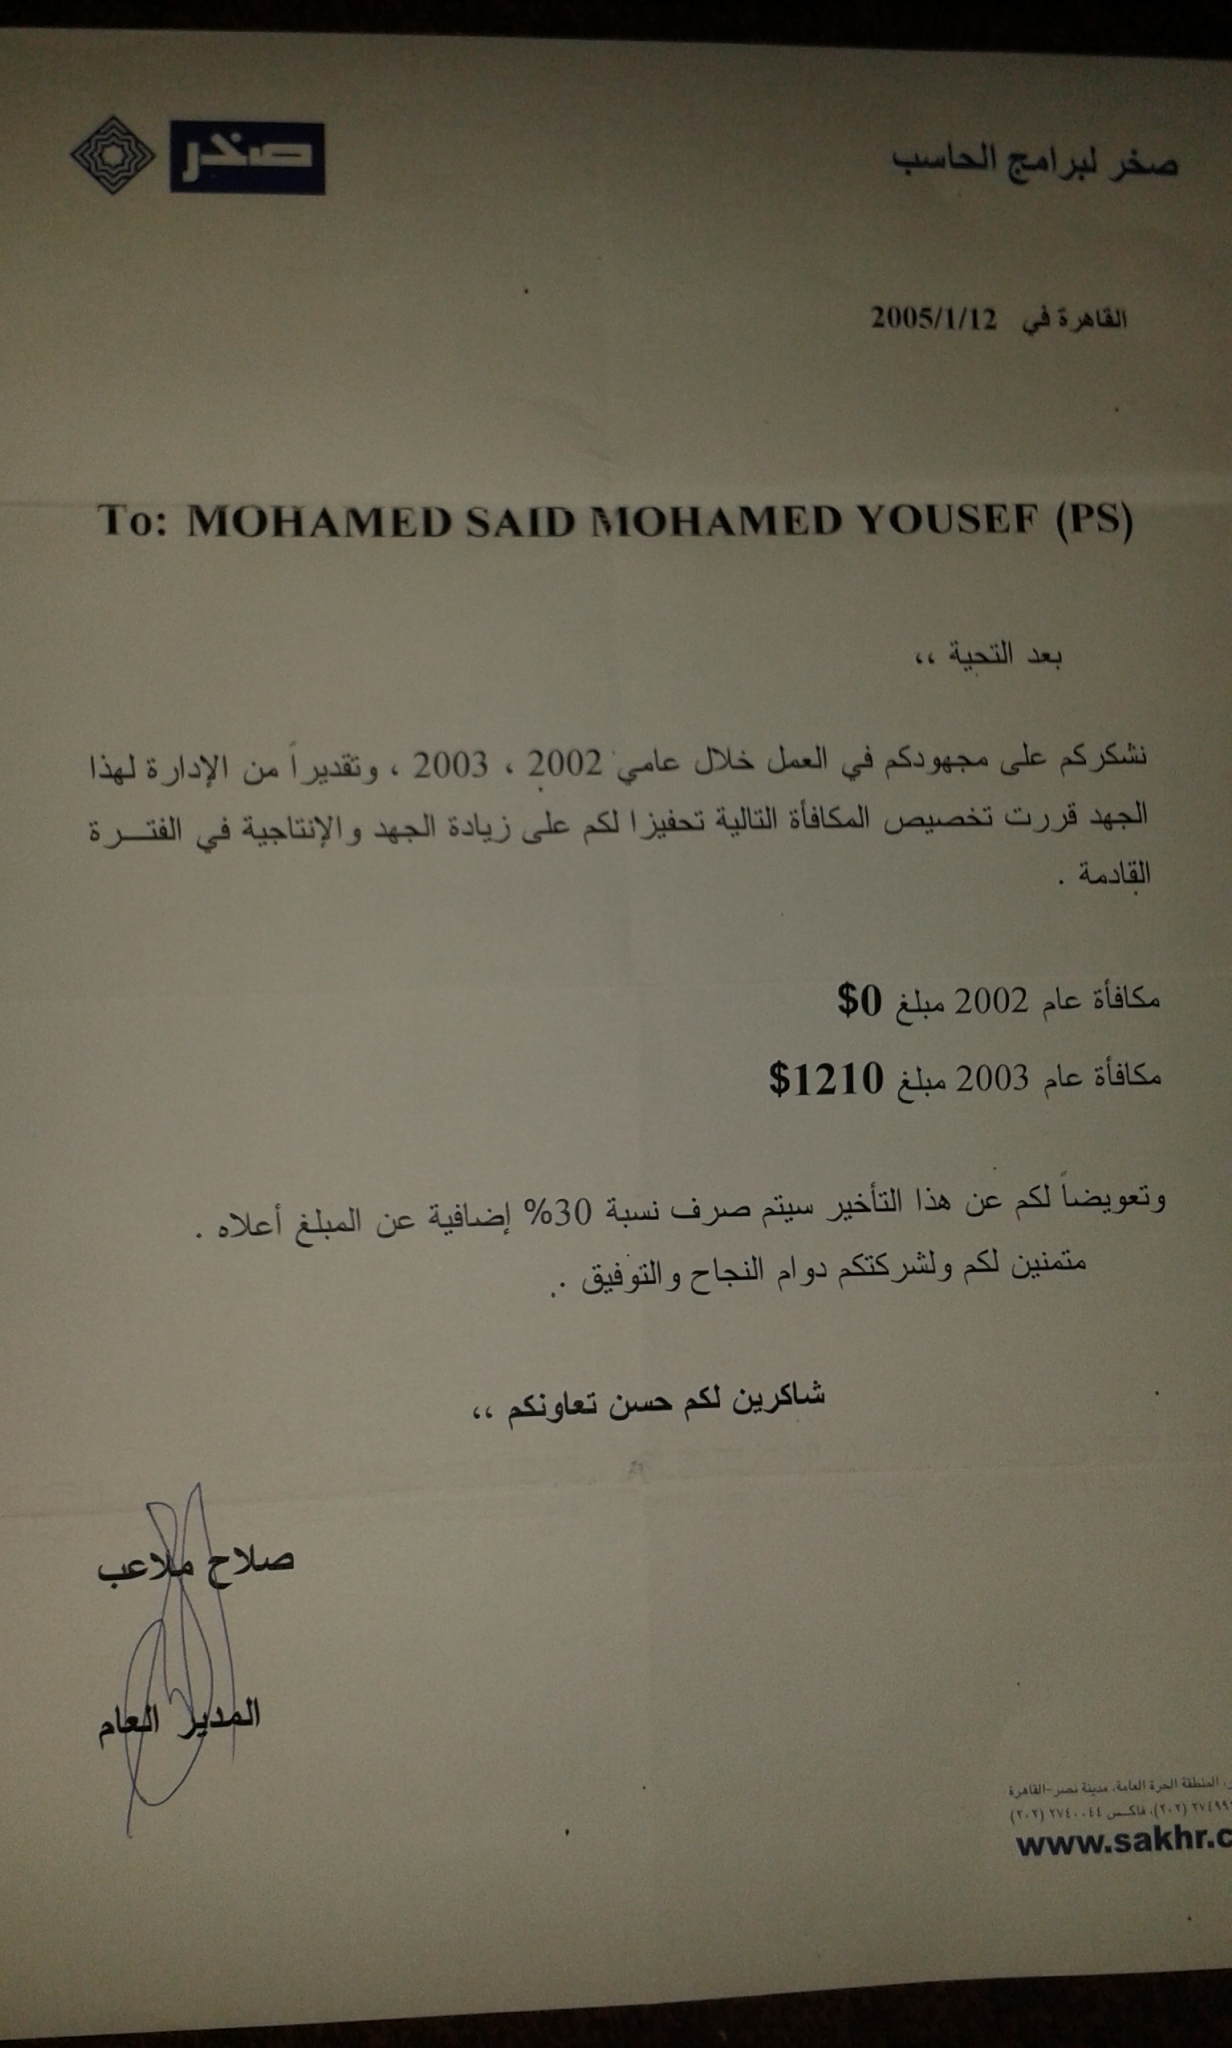 صخر لبرامج الحاسب
صخر
القاهرة في 2005/1/12
To: MOHAMED SAID MOHAMED YOUSEF (PS)
بعد التحية ،،
نشكركم على مجهودكم في العمل خلال عامي 2002 ، 2003 ، وتقديراً من الإدارة لهذا
الجهد قررت تخصيص المكافأة التالية تحفيزا لكم على زيادة الجهد والإنتاجية في الفتـــرة
القادمة .
مكافأة عام 2002 مبلغ 0$
مكافأة عام 2003 مبلغ 1210$
وتعويضاً لكم عن هذا التأخير سيتم صرف نسبة 30% إضافية عن المبلغ أعلاه .
متمنين لكم ولشركتكم دوام النجاح والتوفيق .
شاكرين لكم حسن تعاونكم ،،
صلاح ملاعب
المدير العام
المنطقة الحرة العامة، مدينة نصر-القاهرة
(٢٠٢)، فاكس ٢٧٤٠٠٤٤ (٢٠٢)
www.sakhr.c